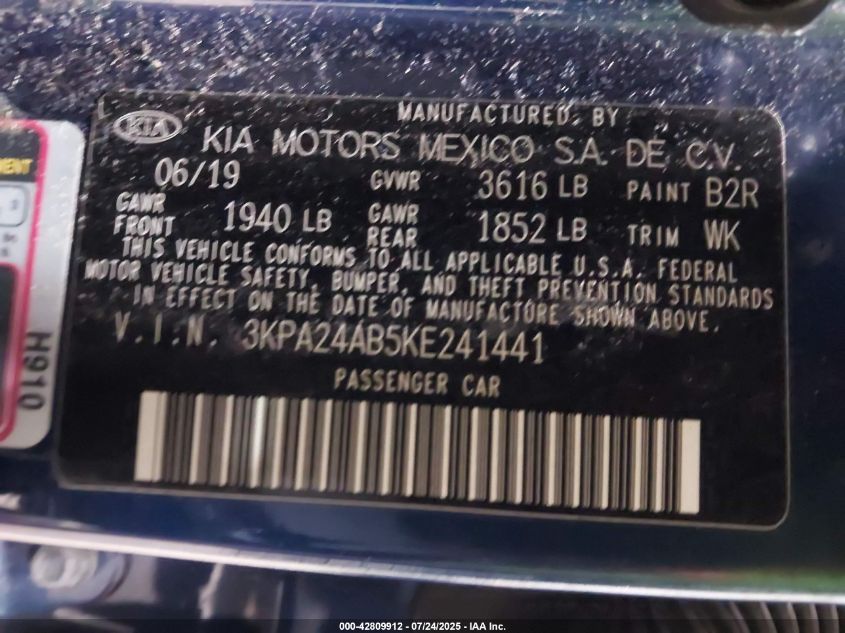 MANUFACTURED BY
KIA KIA MOTORS MEXICO S.A. DE C.V.
06/19 GVWR 3616 LB PAINT B2R
GAWR FRONT 1940 LB GAWR REAR 1852 LB TRIM WK
THIS VEHICLE CONFORMS TO ALL APPLICABLE U.S.A. FEDERAL
MOTOR VEHICLE SAFETY, BUMPER, AND THEFT PREVENTION STANDARDS
IN EFFECT ON THE DATE OF MANUFACTURE SHOWN ABOVE.
V.I.N. 3KPA24AB5KE241441
PASSENGER CAR
H910
000-42809912 - 07/24/2025 - IAA Inc.